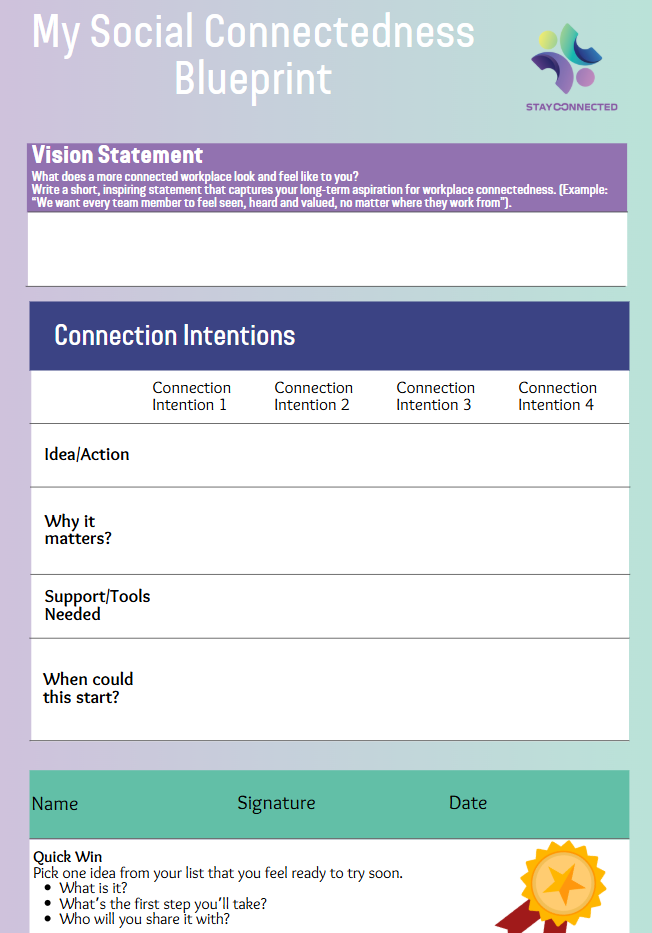 My Social Connectedness
Blueprint
STAYCONNECTED
Vision Statement
What does a more connected workplace look and feel like to you?
Write a short, inspiring statement that captures your long-term aspiration for workplace connectedness. (Example:
“We want every team member to feel seen, heard and valued, no matter where they work from”).
Connection Intentions
Connection Intention 1
Connection Intention 2
Connection Intention 3
Connection Intention 4
Idea/Action
Why it
matters?
Support/Tools
Needed
When could
this start?
Name Signature Date
Quick Win
Pick one idea from your list that you feel ready to try soon.
• What is it?
• What's the first step you'll take?
• Who will you share it with?